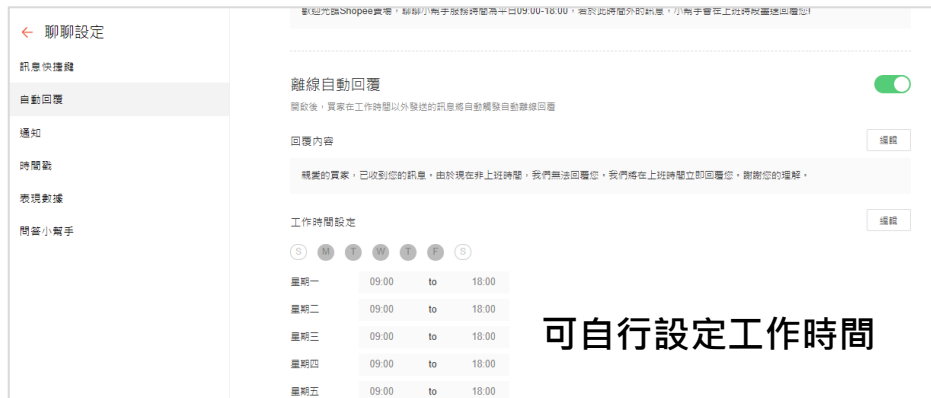 歡迎光臨Shopee賣場，聊聊小幫手服務時間為平日09:00-18:00，若於此時間外的訊息，小幫手會在上班時段盡速回覆您!
← 聊聊設定
訊息快捷鍵
自動回覆
通知
時間戳
表現數據
問答小幫手
離線自動回覆
開啟後，買家在工作時間以外發送的訊息將自動觸發自動離線回覆
回覆內容
編輯
親愛的買家，已收到您的訊息，由於現在非上班時間，我們無法回覆您，我們將在上班時間立即回覆您，謝謝您的理解。
工作時間設定
編輯
S M T W T F S
星期一 09:00 to 18:00
星期二 09:00 to 18:00
星期三 09:00 to 18:00
星期四 09:00 to 18:00
星期五 09:00 to 18:00
可自行設定工作時間